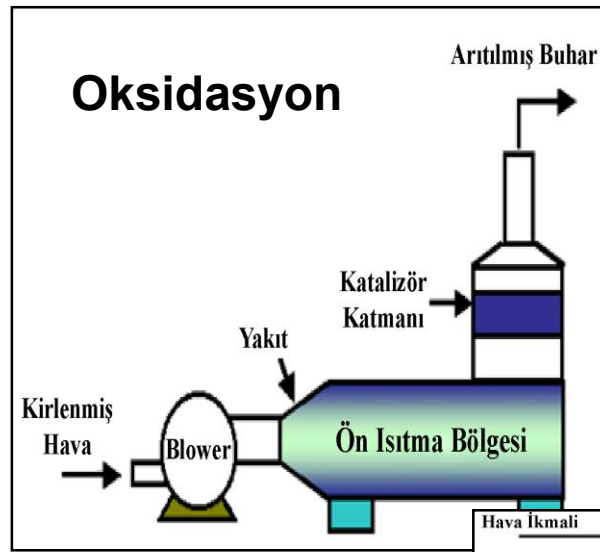 Oksidasyon
Arıtılmış Buhar
Katalizör
Katmanı
Yakıt
Kirlenmiş
Hava
Blower
Ön Isıtma Bölgesi
Hava İkmali